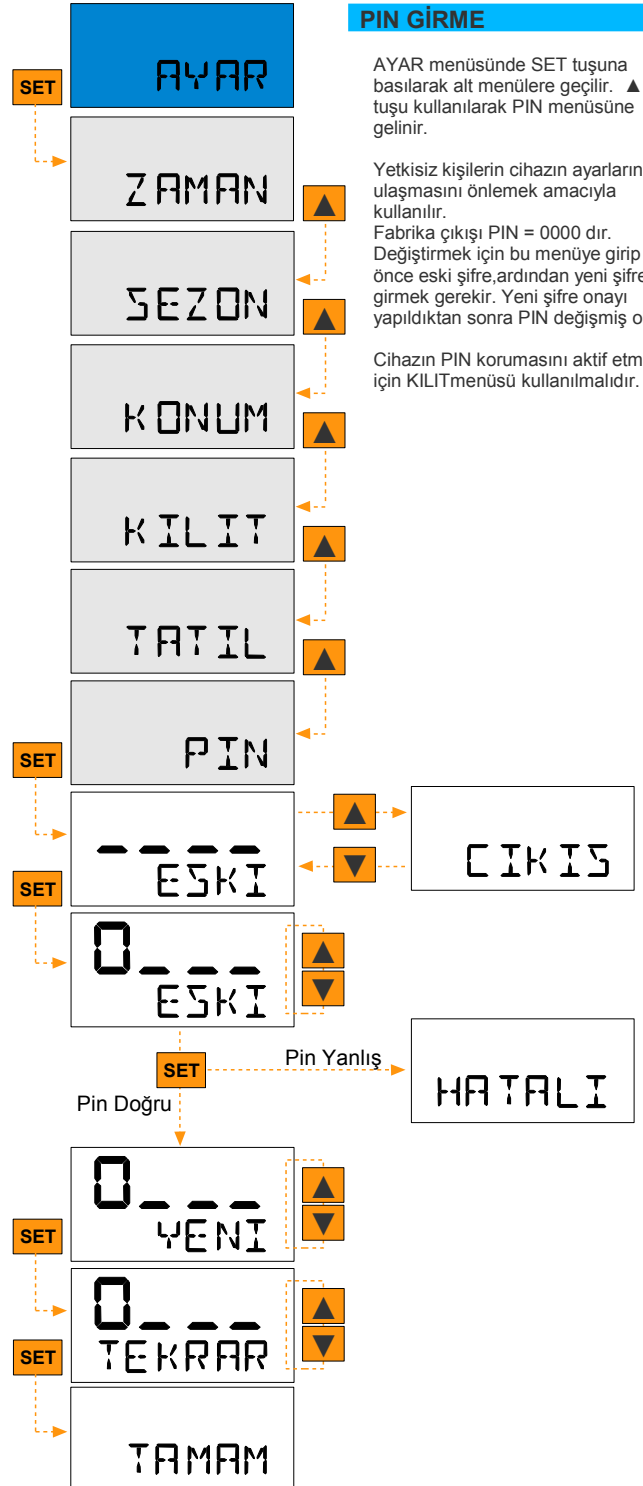 PIN GİRME
AYAR menüsünde SET tuşuna
basılarak alt menülere geçilir. ▲
tuşu kullanılarak PIN menüsüne
gelinir.
Yetkisiz kişilerin cihazın ayarların
ulaşmasını önlemek amacıyla
kullanılır.
Fabrika çıkışı PIN = 0000 dır.
Değiştirmek için bu menüye girip
önce eski şifre,ardından yeni şifre
girmek gerekir. Yeni şifre onayı
yapıldıktan sonra PIN değişmiş o
Cihazın PIN korumasını aktif etm
için KILITmenüsü kullanılmalıdır.
AYAR
SET
ZAMAN
▲
SEZON
▲
KONUM
▲
KILIT
▲
TATIL
▲
PIN
SET
_ _ _ _
ESKI
▲
▼
CIKIS
SET
0_ _ _
ESKI
▲
▼
SET
Pin Yanlış
HATALI
Pin Doğru
0_ _ _
YENI
▲
▼
SET
0_ _ _
TEKRAR
▲
▼
SET
TAMAM